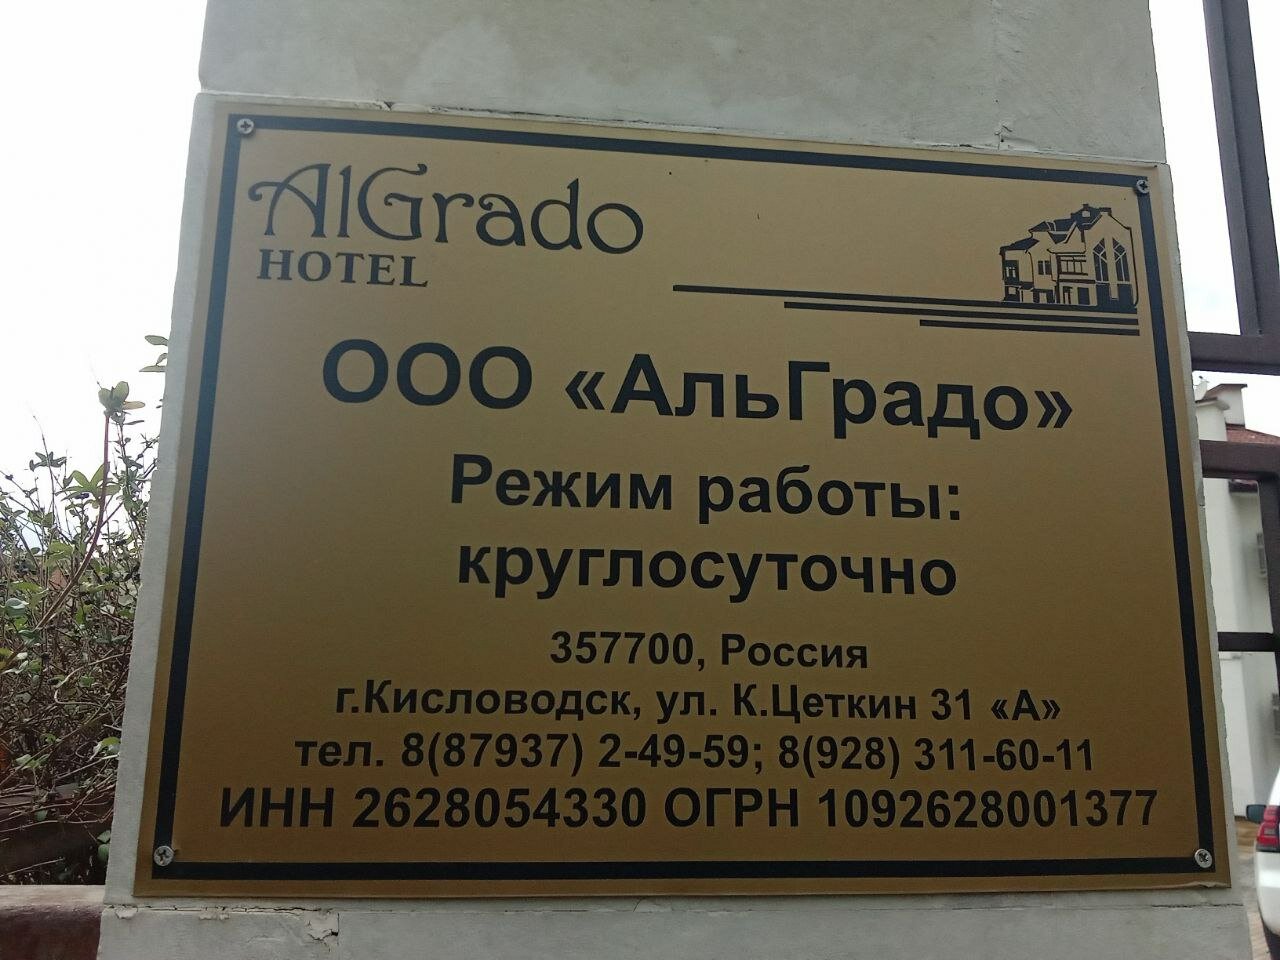 AlGrado
HOTEL
ООО «АльГрадо»
Режим работы:
круглосуточно
357700, Россия
г.Кисловодск, ул. К.Цеткин 31 «А»
тел. 8(87937) 2-49-59; 8(928) 311-60-11
ИНН 2628054330 ОГРН 1092628001377